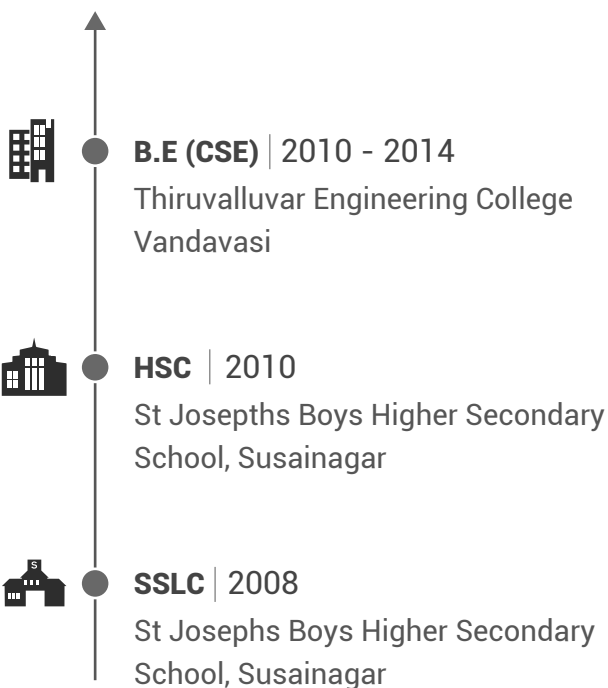 B.E (CSE) | 2010 - 2014
Thiruvalluvar Engineering College
Vandavasi
HSC | 2010
St Josepths Boys Higher Secondary
School, Susainagar
S
SSLC | 2008
St Josephs Boys Higher Secondary
School, Susainagar